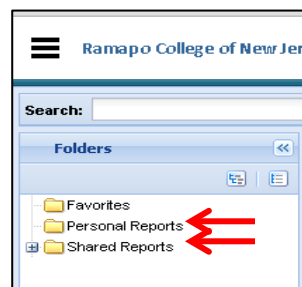 Ramapo College of New Jer
Search:
Folders
Favorites
Personal Reports
Shared Reports